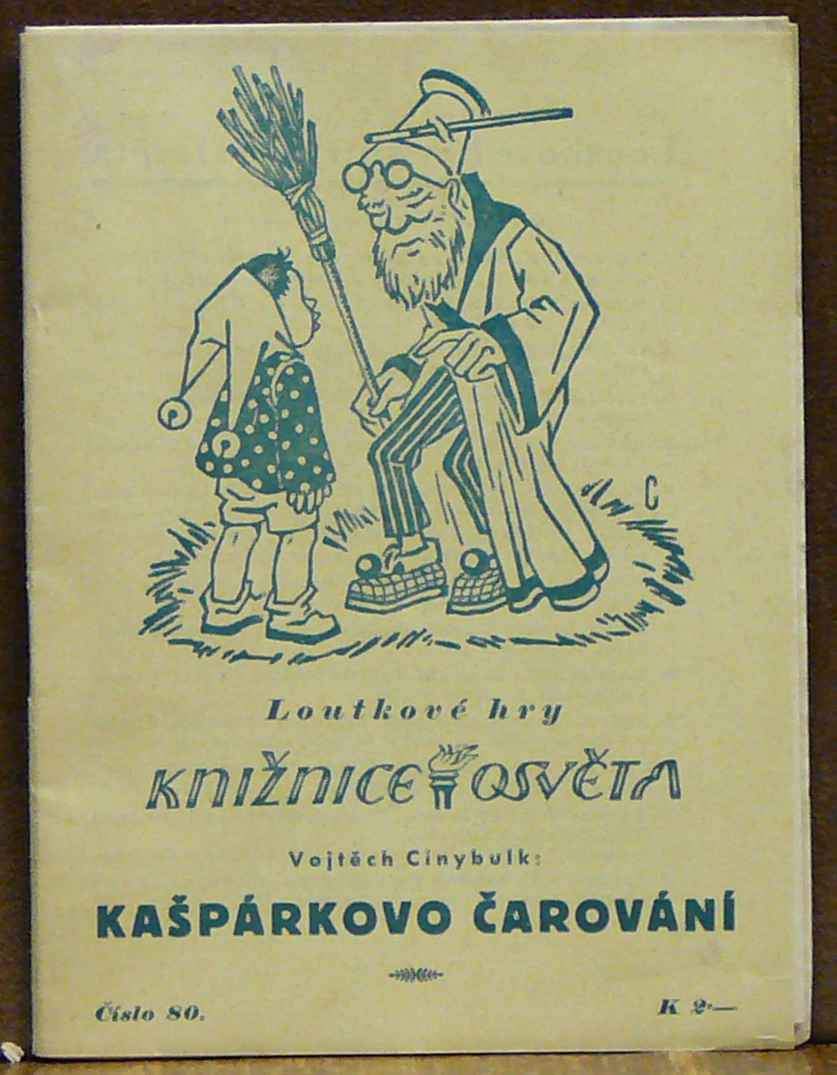 C
Loutkové hry
KNIŽNICE OSVĚTA
Vojtěch Cinybulk:
KAŠPÁRKOVO ČAROVÁNÍ
Číslo 80.
K 2·—